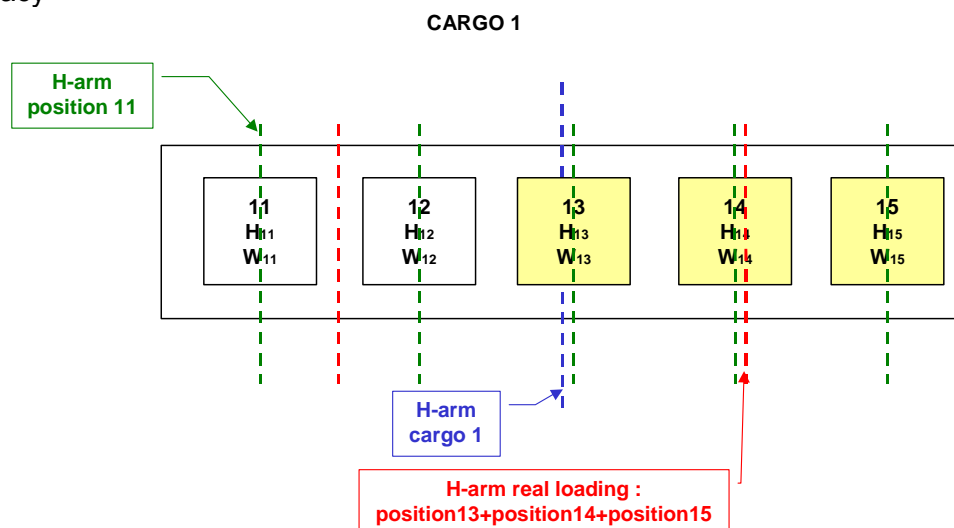 CARGO 1
H-arm
position 11
11
H11
W11
12
H12
W12
13
H13
W13
14
H14
W14
15
H15
W15
H-arm
cargo 1
H-arm real loading :
position13+position14+position15